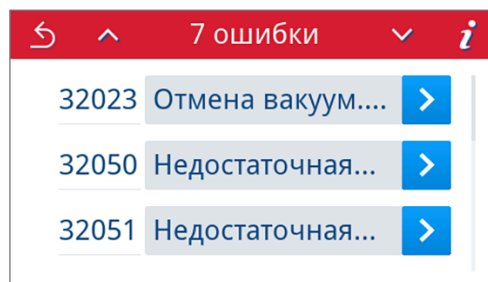 7 ошибки i
32023 Отмена вакуум....
32050 Недостаточная...
32051 Недостаточная...